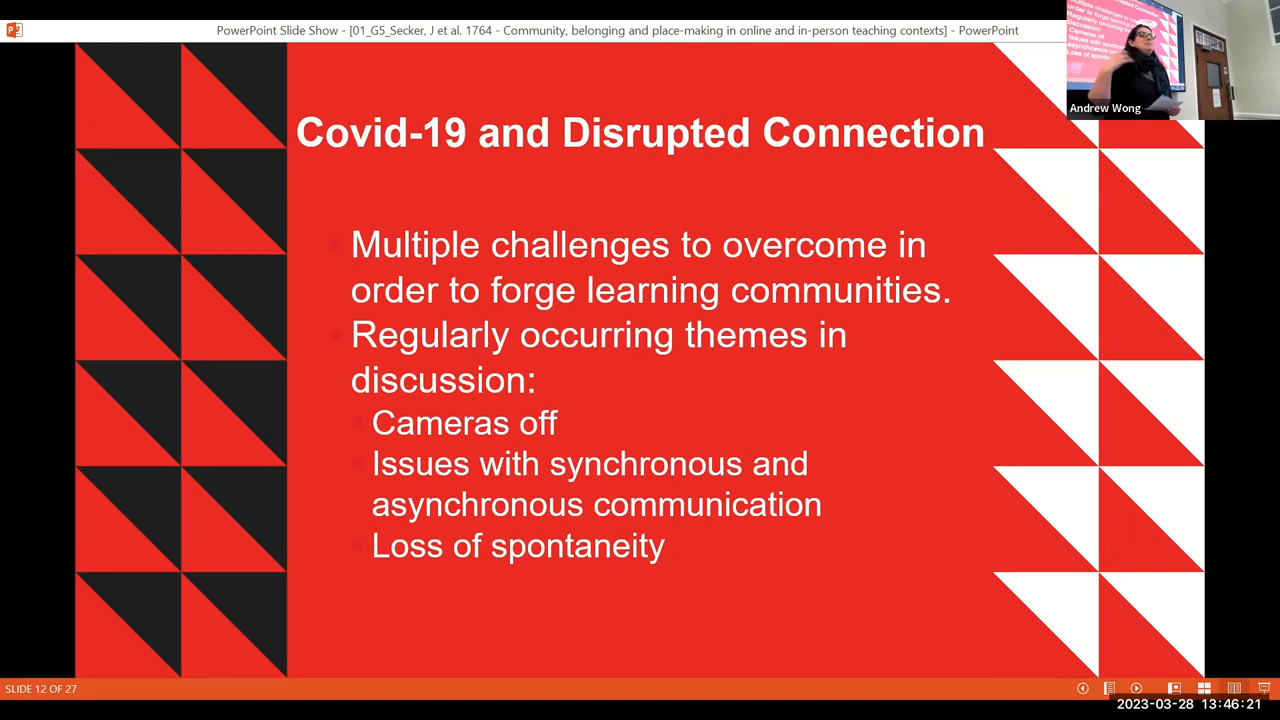 PowerPoint Slide Show - [01_G5_Secker, J et al. 1764 - Community, belonging and place-making in online and in-person teaching contexts] - PowerPoint
Andrew Wong
Covid-19 and Disrupted Connection
Multiple challenges to overcome in
order to forge learning communities.
Regularly occurring themes in
discussion:
Cameras off
Issues with synchronous and
asynchronous communication
Loss of spontaneity
SLIDE 12 OF 27
2023-03-28 13:46:21